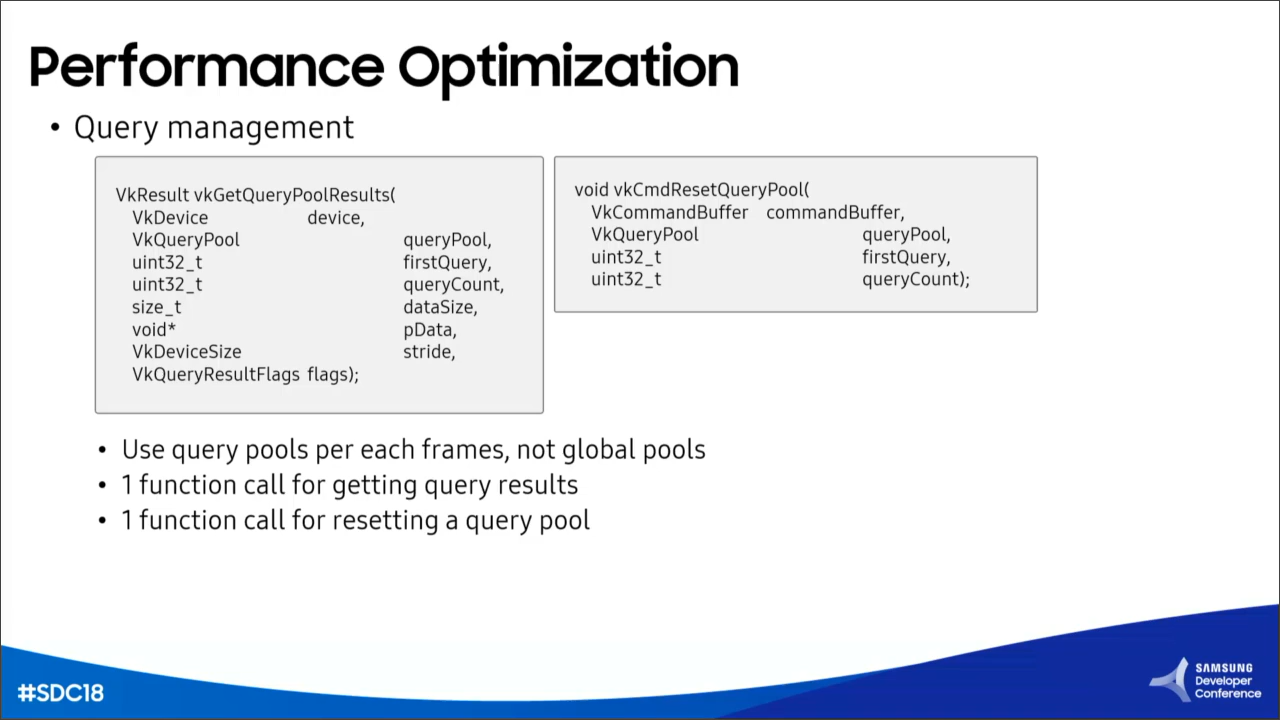 Performance Optimization
• Query management
VkResult vkGetQueryPoolResults(
VkDevice device,
VkQueryPool queryPool,
uint32_t firstQuery,
uint32_t queryCount,
size_t dataSize,
void* pData,
VkDeviceSize stride,
VkQueryResultFlags flags);
void vkCmdResetQueryPool(
VkCommandBuffer commandBuffer,
VkQueryPool queryPool,
uint32_t firstQuery,
uint32_t queryCount);
• Use query pools per each frames, not global pools
• 1 function call for getting query results
• 1 function call for resetting a query pool
#SDC18
SAMSUNG
Developer
Conference